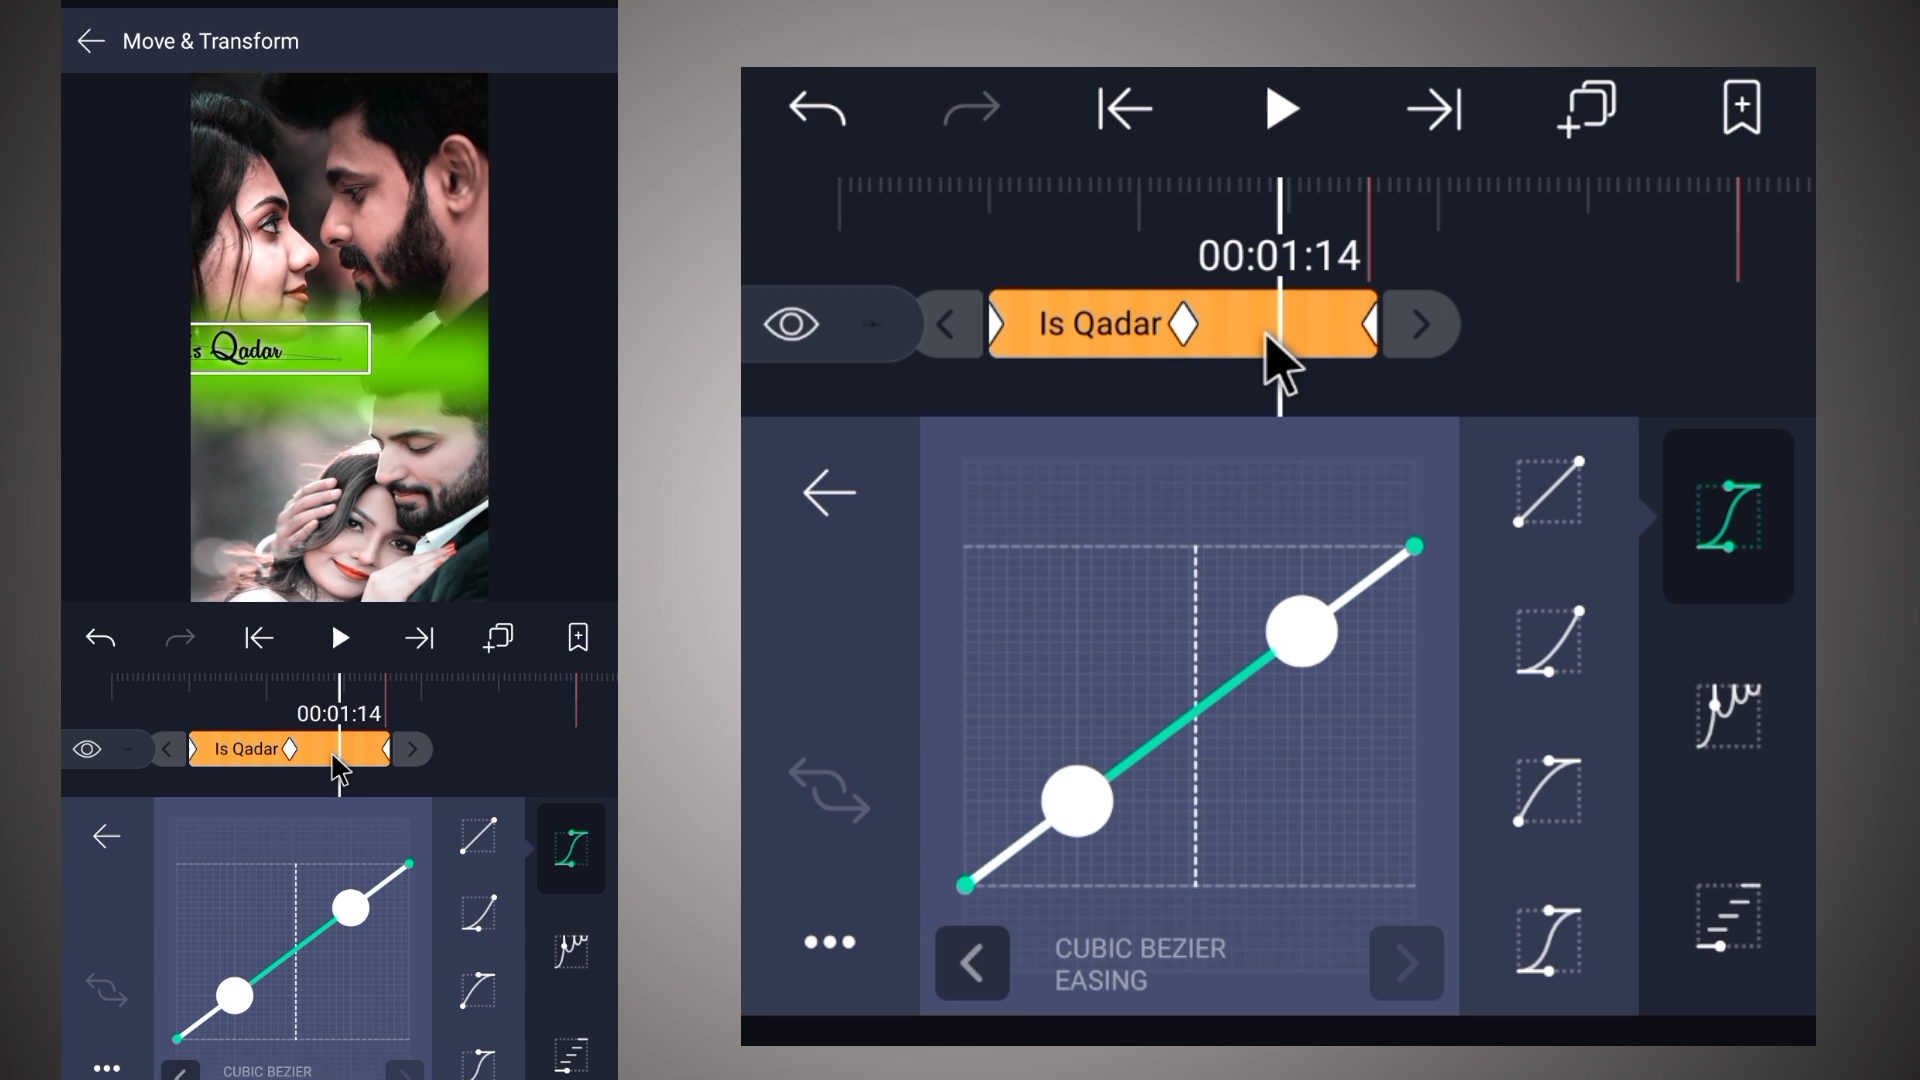 Move & Transform
s Qadar
00:01:14
Is Qadar
CUBIC BEZIER
00:01:14
Is Qadar
CUBIC BEZIER
EASING